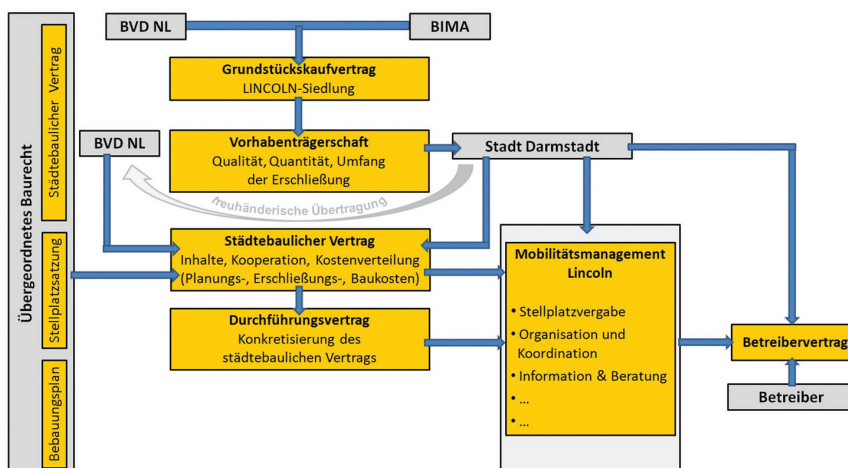 Übergeordnetes Baurecht
Städtebaulicher Vertrag
Stellplatzsatzung
Bebauungsplan
BVD NL
BIMA
Grundstückskaufvertrag
LINCOLN-Siedlung
BVD NL
Vorhabenträgerschaft
Qualität, Quantität, Umfang
der Erschließung
Stadt Darmstadt
freuhänderische Übertragung
Städtebaulicher Vertrag
Inhalte, Kooperation, Kostenverteilung
(Planungs-, Erschließungs-, Baukosten)
Durchführungsvertrag
Konkretisierung des
städtebaulichen Vertrags
Mobilitätsmanagement
Lincoln
• Stellplatzvergabe
• Organisation und
Koordination
• Information & Beratung
• ...
• ...
Betreibervertrag
Betreiber